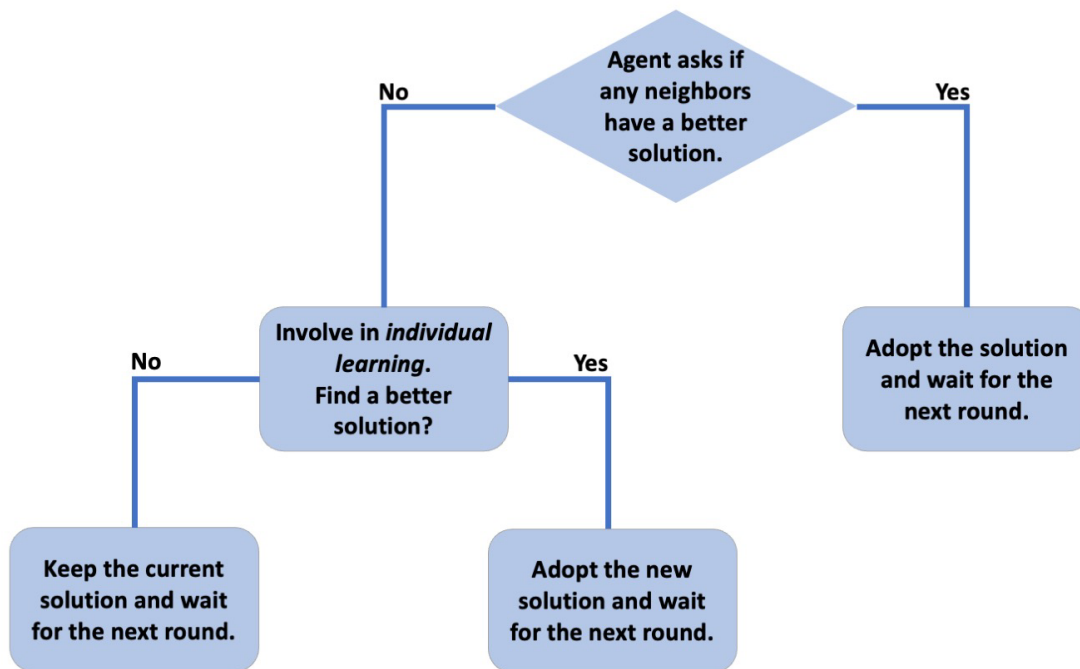 Agent asks if
any neighbors
have a better
solution.
No
Yes
Involve in individual
learning.
Find a better
solution?
No
Yes
Adopt the solution
and wait for the
next round.
Keep the current
solution and wait
for the next round.
Adopt the new
solution and wait
for the next round.